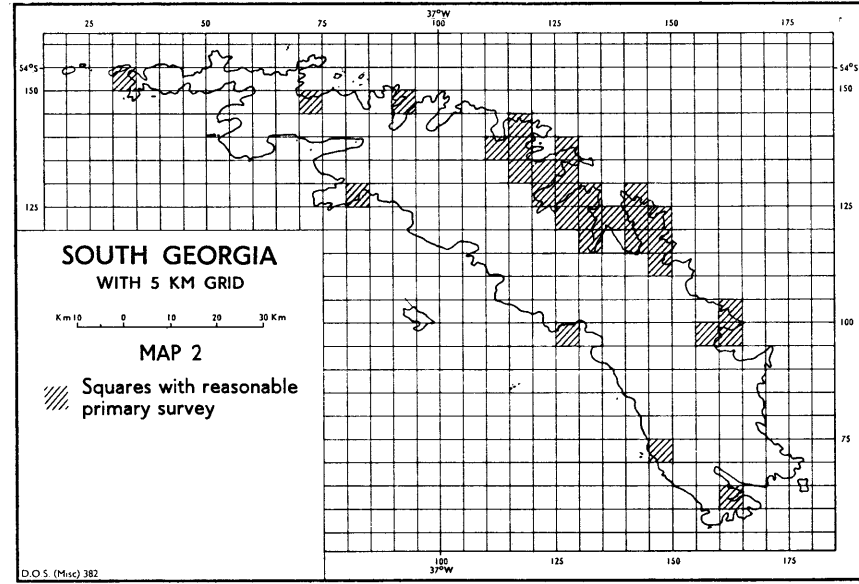 37°W
25 50 75 100 125 150 175
54°S 54°S
150 150
125 125
SOUTH GEORGIA
WITH 5 KM GRID
Km 10 0 10 20 30 Km
100
MAP 2
Squares with reasonable
primary survey
75
100 125 150 175
37°W
D.O S. (Misc) 382